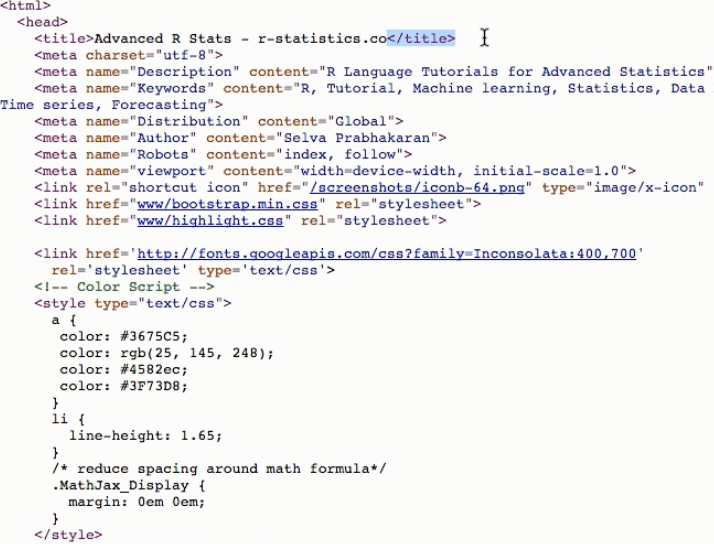 <html>
<head>
<title>Advanced R Stats - r-statistics.co</title>
<meta charset="utf-8">
<meta name="Description" content="R Language Tutorials for Advanced Statistics"
<meta name="Keywords" content="R, Tutorial, Machine learning, Statistics, Data
Time series, Forecasting">
<meta name="Distribution" content="Global">
<meta name="Author" content="Selva Prabhakaran">
<meta name="Robots" content="index, follow">
<meta name="viewport" content="width=device-width, initial-scale=1.0">
<link rel="shortcut icon" href="/screenshots/iconb-64.png" type="image/x-icon"
<link href="www/bootstrap.min.css" rel="stylesheet">
<link href="www/highlight.css" rel="stylesheet">
<link href='http://fonts.googleapis.com/css?family=Inconsolata:400,700'
rel='stylesheet' type='text/css'>
<!-- Color Script -->
<style type="text/css">
a {
color: #3675C5;
color: rgb(25, 145, 248);
color: #4582ec;
color: #3F73D8;
}
li {
line-height: 1.65;
}
/* reduce spacing around math formula*/
.MathJax_Display {
margin: 0em 0em;
}
</style>